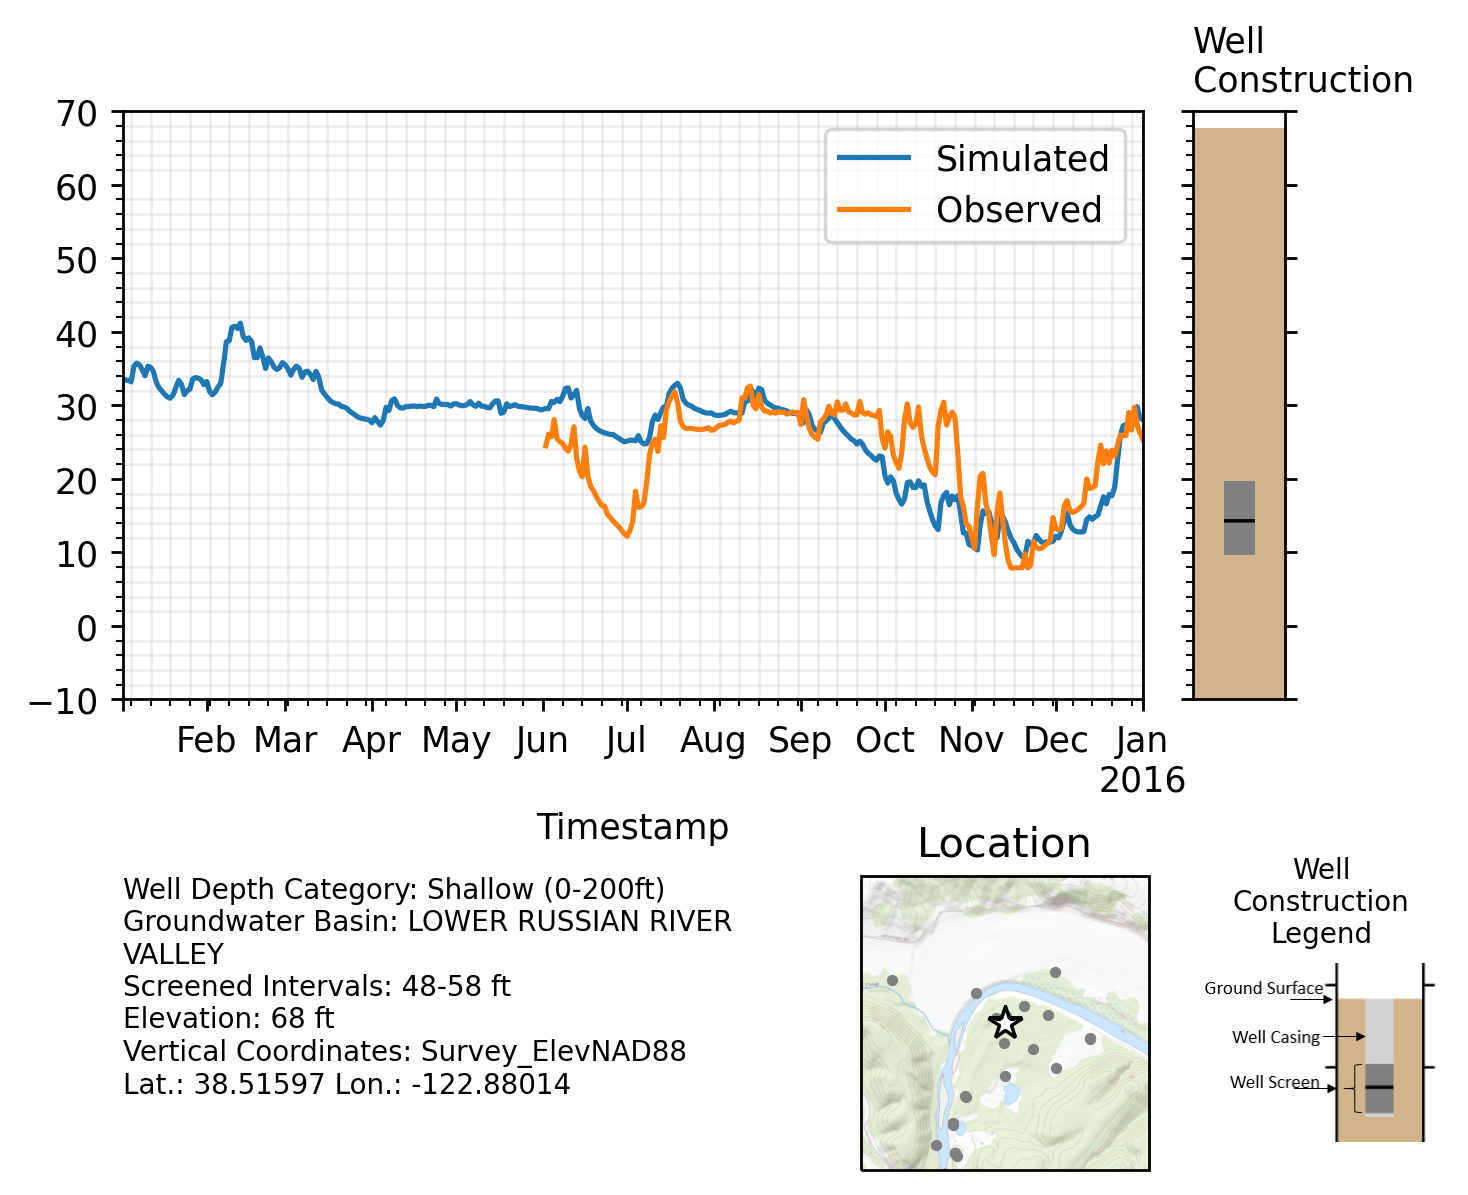 Well
Construction
70
60
50
40
30
20
10
0
−10
Simulated
Observed
Feb Mar Apr May Jun Jul Aug Sep Oct Nov Dec Jan
2016
Timestamp
Well Depth Category: Shallow (0-200ft)
Groundwater Basin: LOWER RUSSIAN RIVER
VALLEY
Screened Intervals: 48-58 ft
Elevation: 68 ft
Vertical Coordinates: Survey_ElevNAD88
Lat.: 38.51597 Lon.: -122.88014
Location
Well
Construction
Legend
Ground Surface
Well Casing
Well Screen